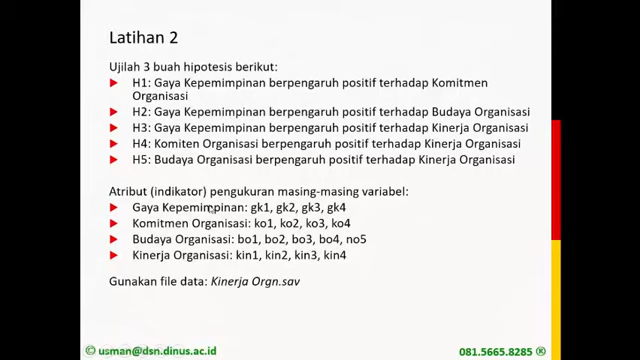 Latihan 2
Ujilah 3 buah hipotesis berikut:
H1: Gaya Kepemimpinan berpengaruh positif terhadap Komitmen
Organisasi
H2: Gaya Kepemimpinan berpengaruh positif terhadap Budaya Organisasi
H3: Gaya Kepemimpinan berpengaruh positif terhadap Kinerja Organisasi
H4: Komiten Organisasi berpengaruh positif terhadap Kinerja Organisasi
H5: Budaya Organisasi berpengaruh positif terhadap Kinerja Organisasi
Atribut (indikator) pengukuran masing-masing variabel:
Gaya Kepemimpinan: gk1, gk2, gk3, gk4
Komitmen Organisasi: ko1, ko2, ko3, ko4
Budaya Organisasi: bo1, bo2, bo3, bo4, no5
Kinerja Organisasi: kin1, kin2, kin3, kin4
Gunakan file data: Kinerja Orgn.sav
© usman@dsn.dinus.ac.id
081.5665.8285 ®